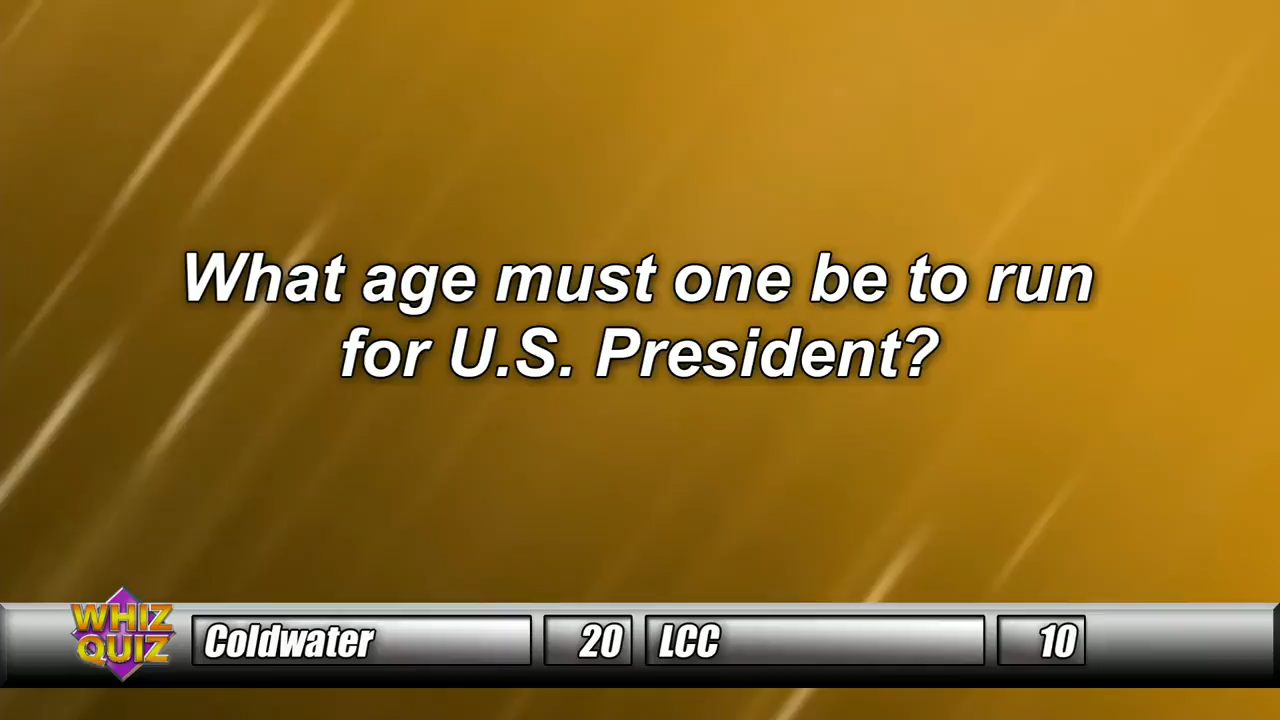 What age must one be to run
for U.S. President?
WHIZ
QUIZ
Coldwater 20 LCC 10